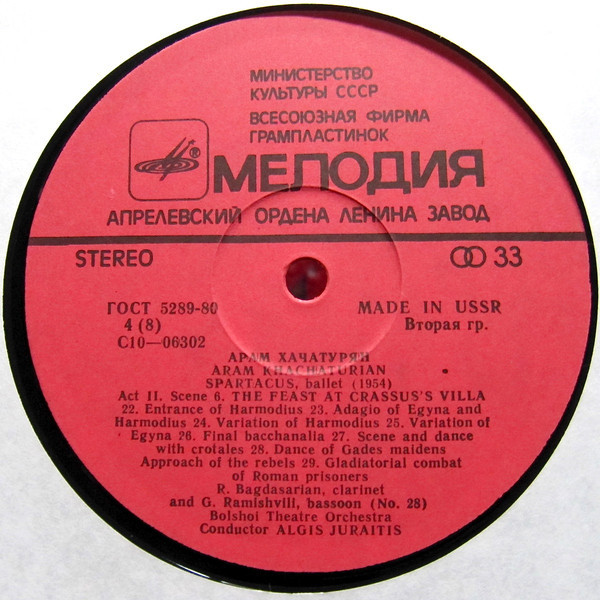 МИНИСТЕРСТВО
КУЛЬТУРЫ СССР
ВСЕСОЮЗНАЯ ФИРМА
ГРАМПЛАСТИНОК
®
МЕЛОДИЯ
АПРЕЛЕВСКИЙ ОРДЕНА ЛЕНИНА ЗАВОД
STEREO 33
ГОСТ 5289-80 MADE IN USSR
4 (8) Вторая гр.
С10—06302
АРАМ ХАЧАТУРЯН
ARAM KHACHATURIAN
SPARTACUS, ballet (1954)
Act II. Scene 6. THE FEAST AT CRASSUS'S VILLA
22. Entrance of Harmodius 23. Adagio of Egyna and
Harmodius 24. Variation of Harmodius 25. Variation of
Egyna 26. Final bacchanalia 27. Scene and dance
with crotales 28. Dance of Gades maidens
Approach of the rebels 29. Gladiatorial combat
of Roman prisoners
R. Bagdasarian, clarinet
and G. Ramishvili, bassoon (No. 28)
Bolshoi Theatre Orchestra
Conductor ALGIS JURAITIS